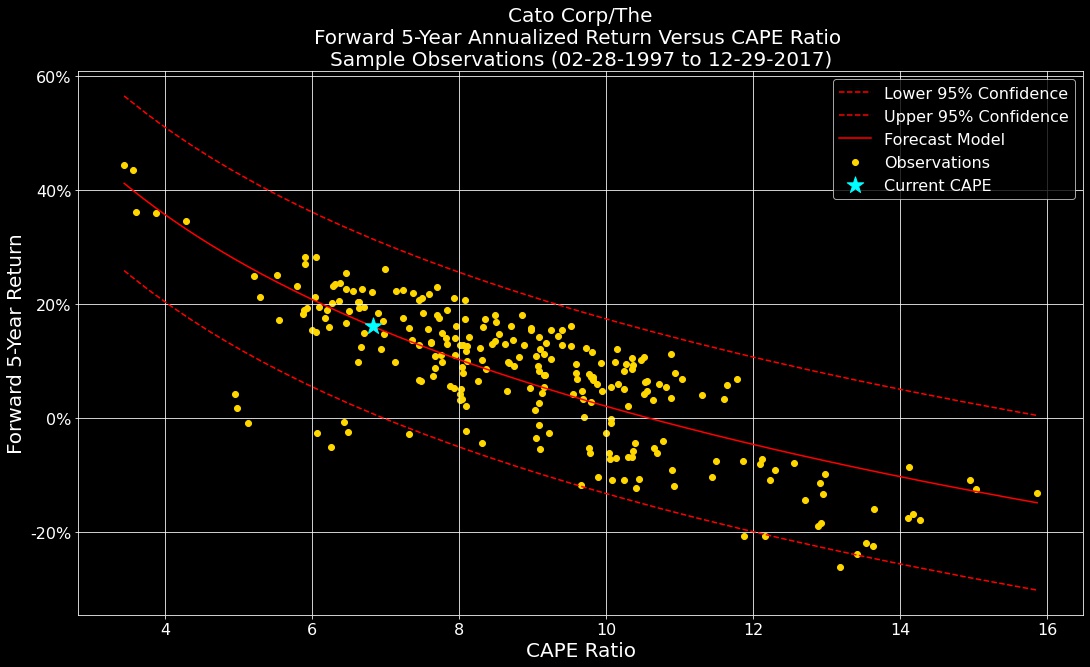 Cato Corp/The
Forward 5-Year Annualized Return Versus CAPE Ratio
Sample Observations (02-28-1997 to 12-29-2017)
Lower 95% Confidence
Upper 95% Confidence
Forecast Model
Observations
Current CAPE
Forward 5-Year Return
60%
40%
20%
0%
-20%
4 6 8 10 12 14 16
CAPE Ratio